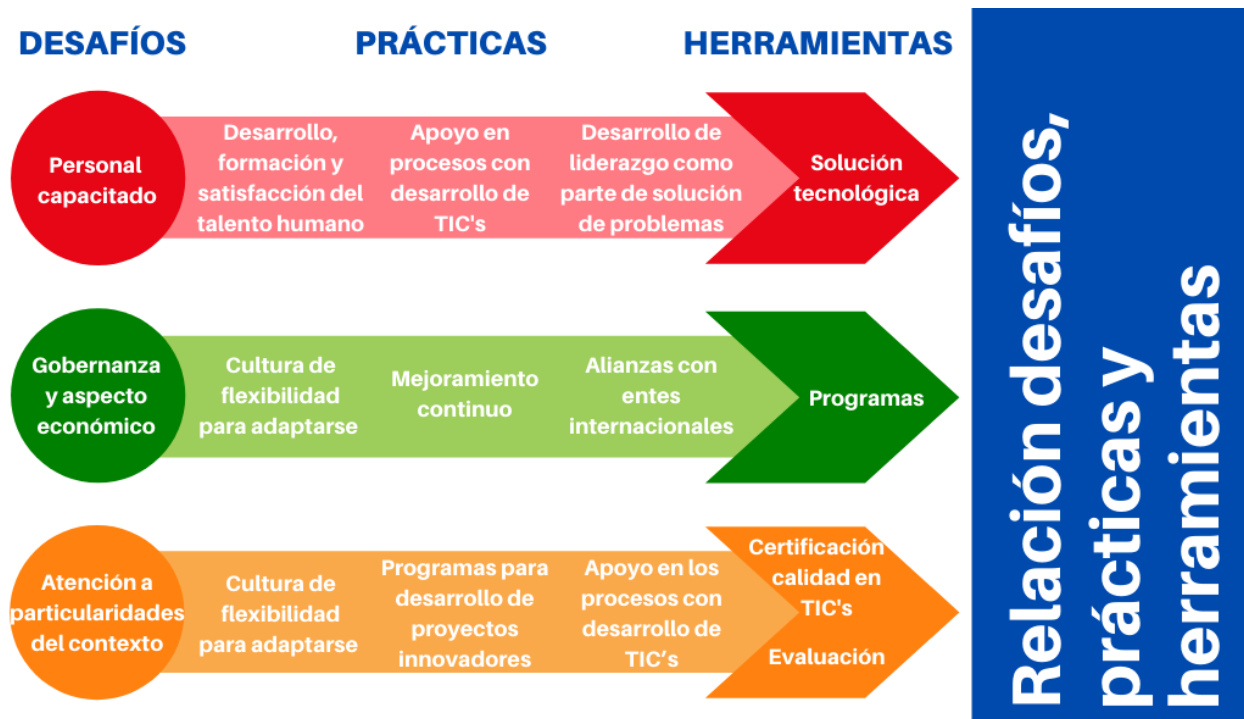 DESAFÍOS
PRÁCTICAS
HERRAMIENTAS
Personal
capacitado
Desarrollo,
formación y
satisfacción del
talento humano
Apoyo en
procesos con
desarrollo de
TIC's
Desarrollo de
liderazgo como
parte de solución
de problemas
Solución
tecnológica
Gobernanza
y aspecto
económico
Cultura de
flexibilidad
para adaptarse
Mejoramiento
continuo
Alianzas con
entes
internacionales
Programas
Atención a
particularidades
del contexto
Cultura de
flexibilidad
para adaptarse
Programas para
desarrollo de
proyectos
innovadores
Apoyo en los
procesos con
desarrollo de
TIC’s
Certificación
calidad en
TIC's
Evaluación
Relación desafíos,
prácticas y
herramientas